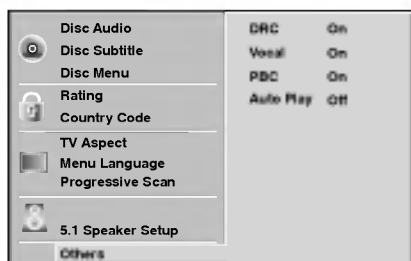 Disc Audio
Disc Subtitle
Disc Menu
Rating
Country Code
TV Aspect
Menu Language
Progressive Scan
5.1 Speaker Setup
Others
DRC On
Vocal On
PBC On
Auto Play Off